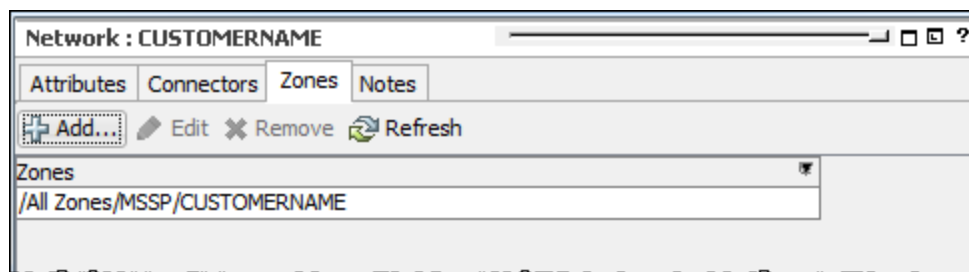 Network : CUSTOMERNAME ?
Attributes Connectors Zones Notes
Add... Edit Remove Refresh
Zones
/All Zones/MSSP/CUSTOMERNAME